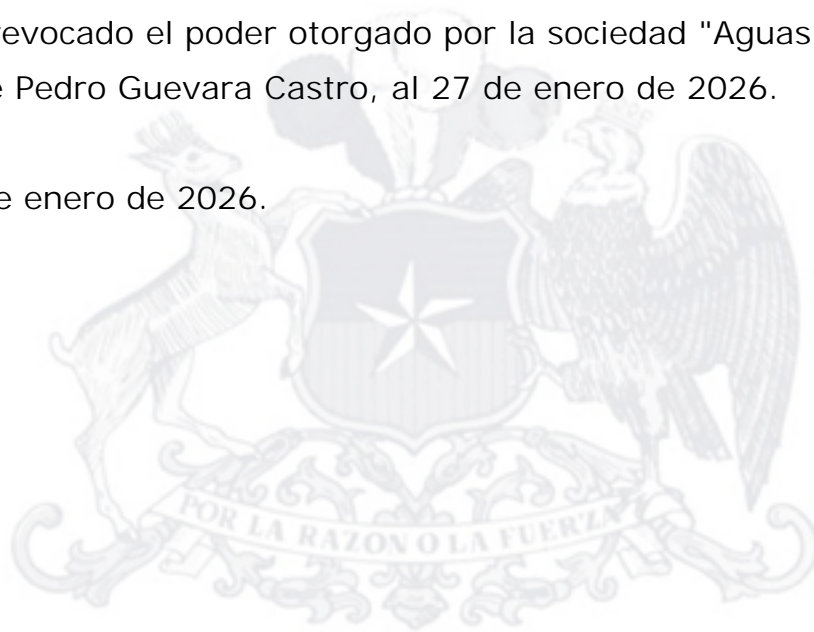 revocado el poder otorgado por la sociedad "Aguas
Pedro Guevara Castro, al 27 de enero de 2026.
e enero de 2026.
POR LA RAZON O LA FUERZA